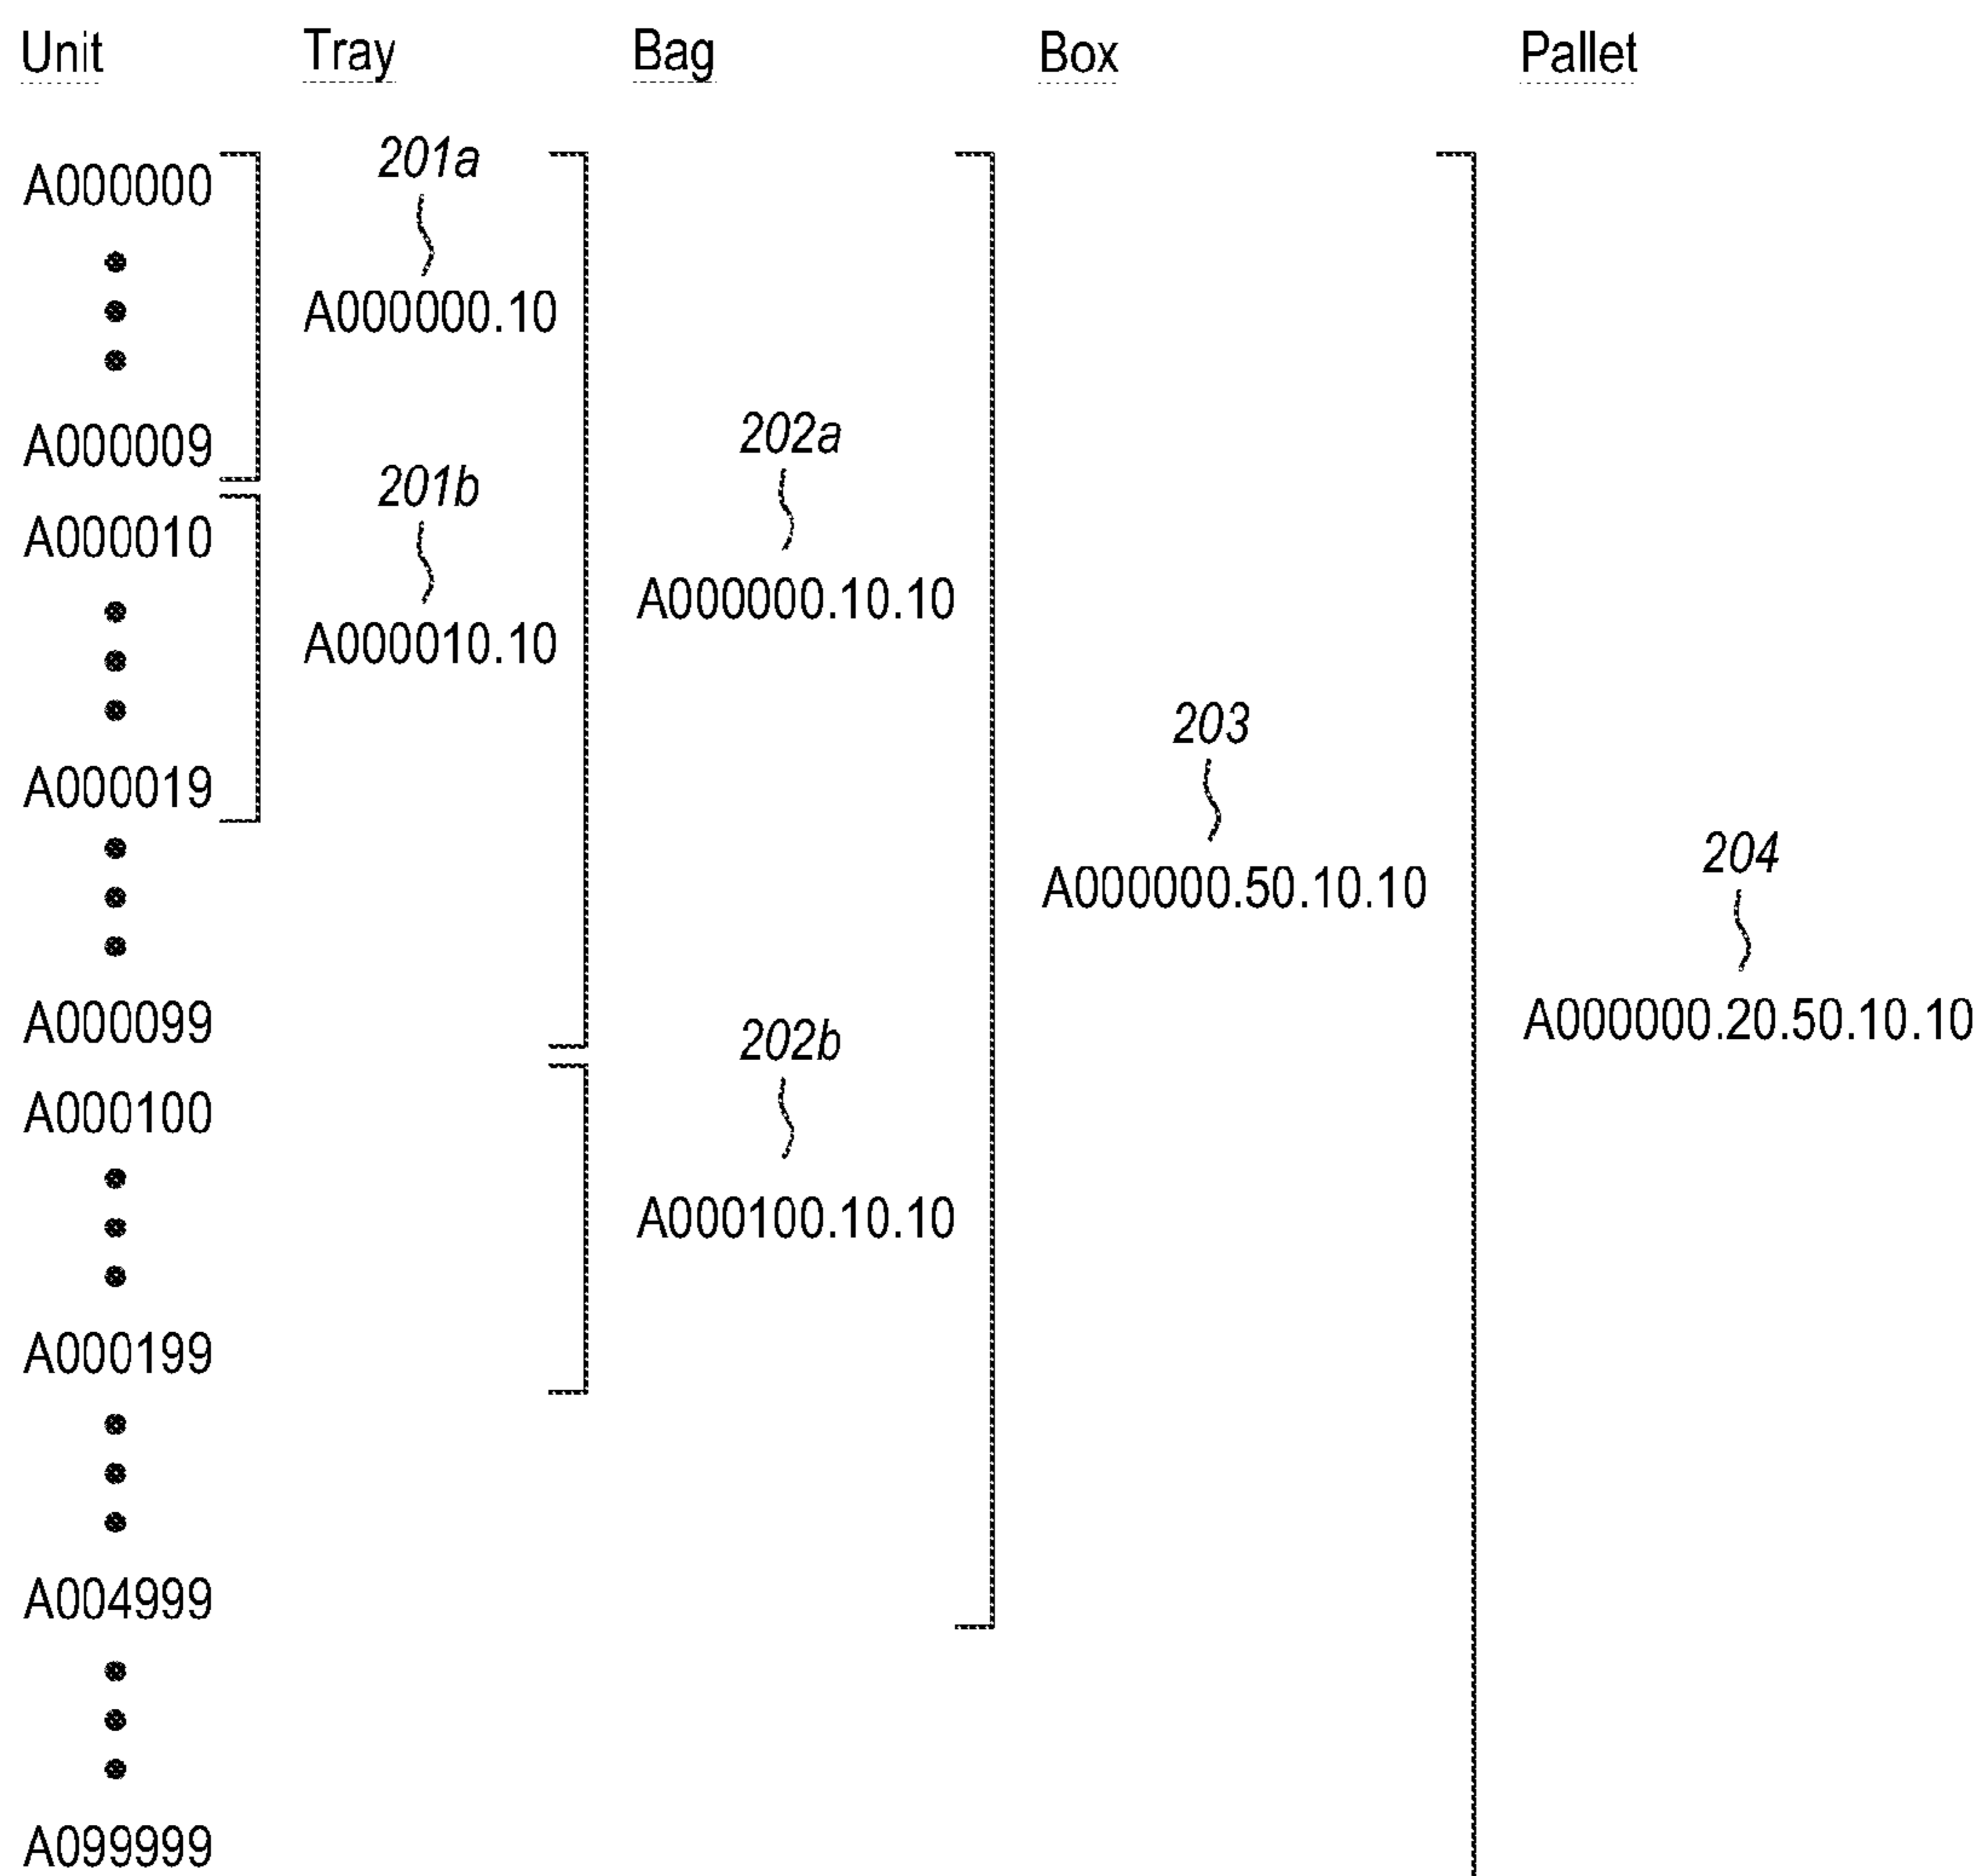 Unit Tray Bag Box Pallet
201a
A000000
A000000.10
202a
A000009
201b
A000010
A000000.10.10
A000010.10
203
A000019
204
A000000.50.10.10
A000099
A000000.20.50.10.10
202b
A000100
A000100.10.10
A000199
A004999
A099999